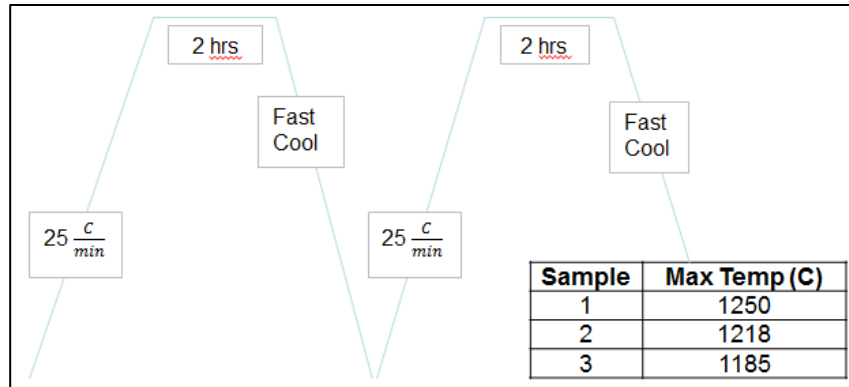 2 hrs
2 hrs
Fast
Cool
Fast
Cool
25 C/min
25 C/min
Sample Max Temp (C)
1 1250
2 1218
3 1185